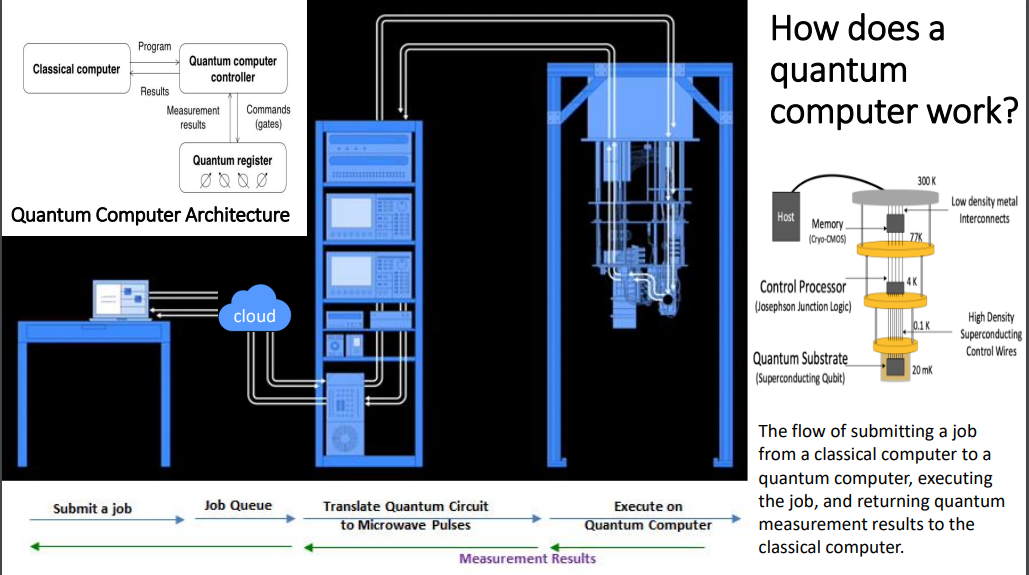 Program
Classical computer
Quantum computer
controller
Results
Measurement
results
Commands
(gates)
Quantum register
Quantum Computer Architecture
cloud
How does a
quantum
computer work?
300 K
Host
Low density metal
Interconnects
Memory
(Cryo-CMOS)
77K
Control Processor
(Josephson Junction Logic)
4 K
0.1 K
High Density
Superconducting
Control Wires
Quantum Substrate
(Superconducting Qubit)
20 mK
The flow of submitting a job
from a classical computer to a
quantum computer, executing
the job, and returning quantum
measurement results to the
classical computer.
Submit a job
Job Queue
Translate Quantum Circuit
to Microwave Pulses
Execute on
Quantum Computer
Measurement Results